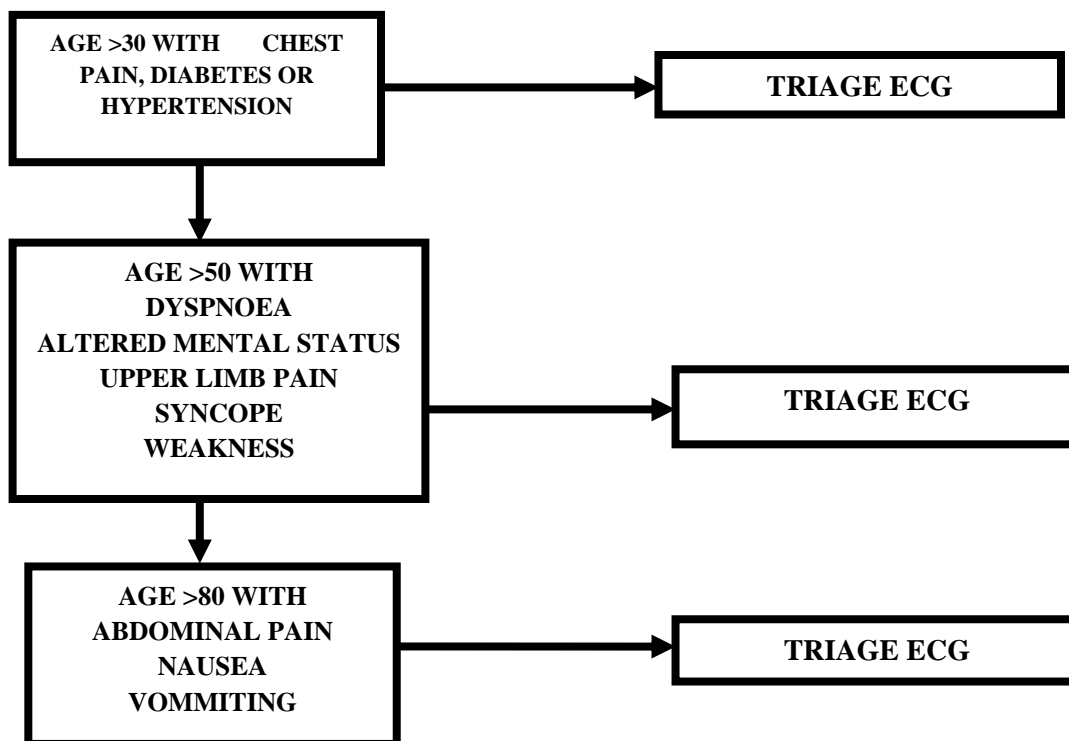 AGE >30 WITH CHEST
PAIN, DIABETES OR
HYPERTENSION
TRIAGE ECG
AGE >50 WITH
DYSPNOEA
ALTERED MENTAL STATUS
UPPER LIMB PAIN
SYNCOPE
WEAKNESS
TRIAGE ECG
AGE >80 WITH
ABDOMINAL PAIN
NAUSEA
VOMMITING
TRIAGE ECG